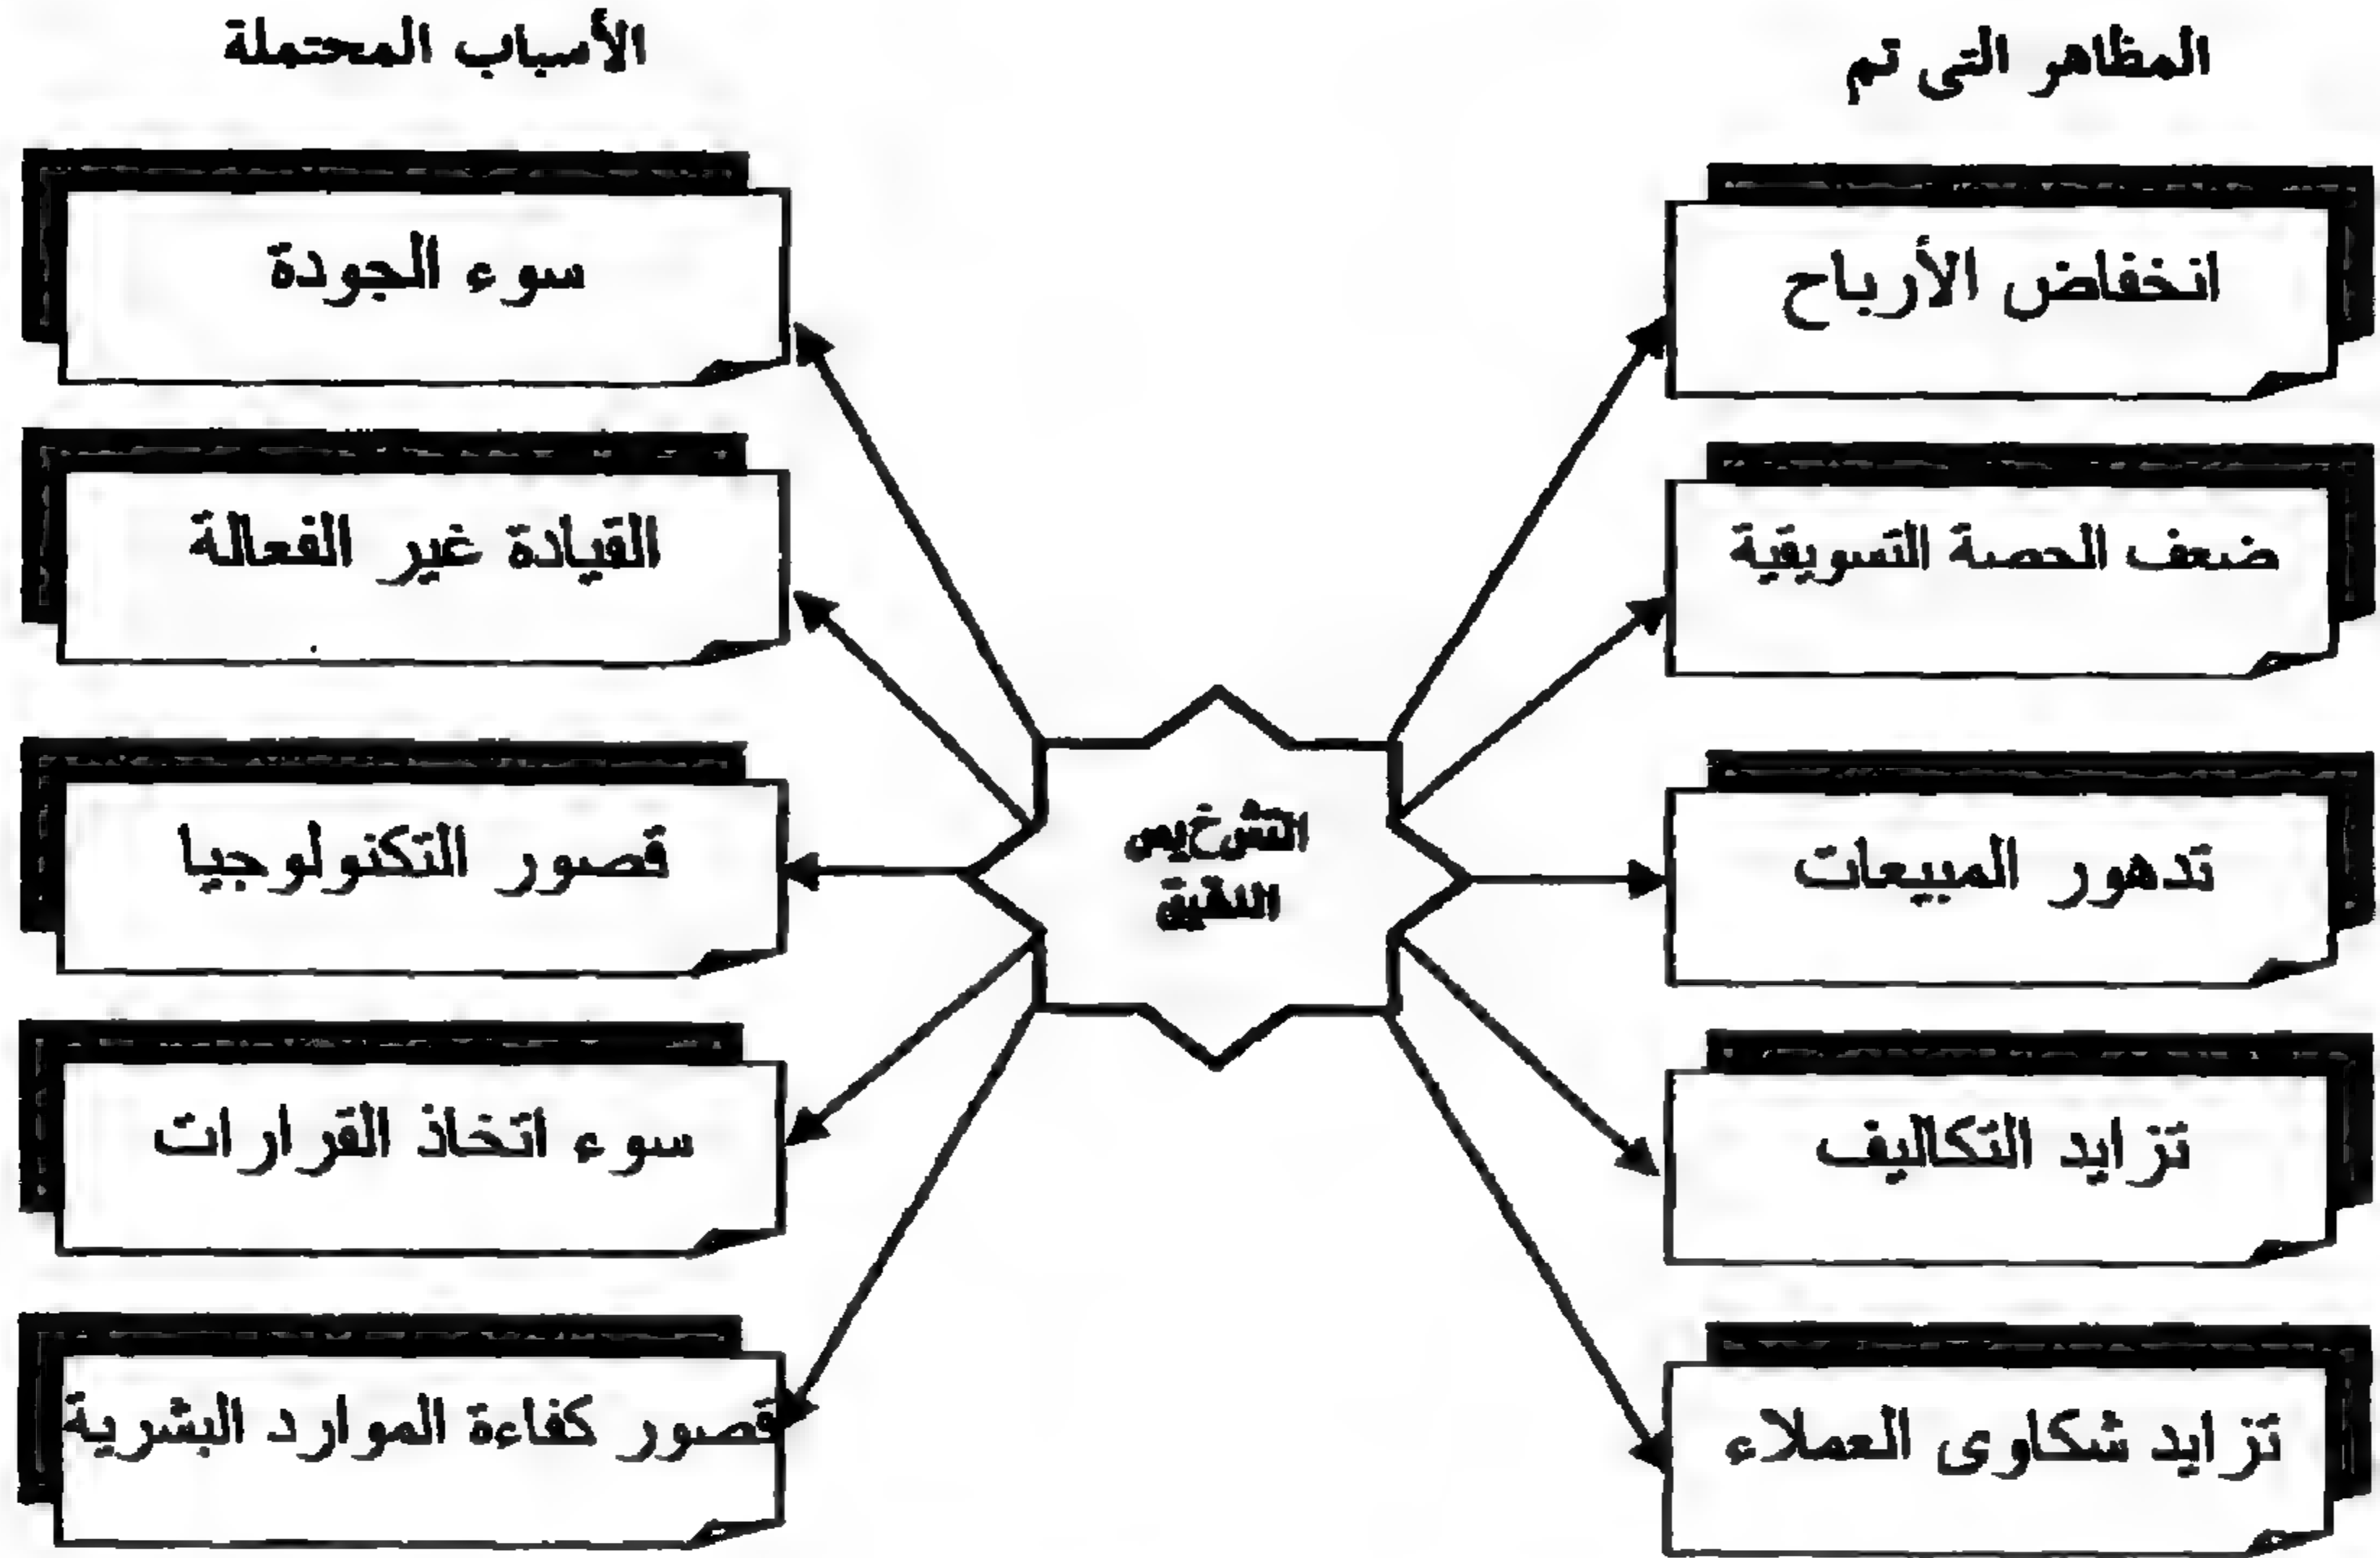 المظاهر التى تم
انخفاض الأرباح
ضعف الحصة التسويقية
تدهور المبيعات
تزايد التكاليف
تزايد شكاوى العملاء
التشخيص
الدقيق
الأسباب المحتملة
سوء الجودة
القيادة غير الفعالة
قصور التكنولوجيا
سوء اتخاذ القرارات
قصور كفاءة الموارد البشرية